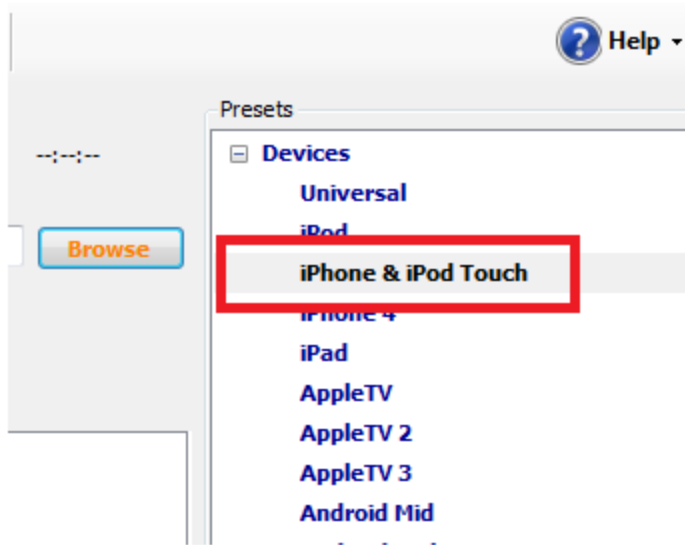 Help
Presets
--:--:--
Devices
Universal
Browse
iPod
iPhone & iPod Touch
iPhone 4
iPad
AppleTV
AppleTV 2
AppleTV 3
Android Mid